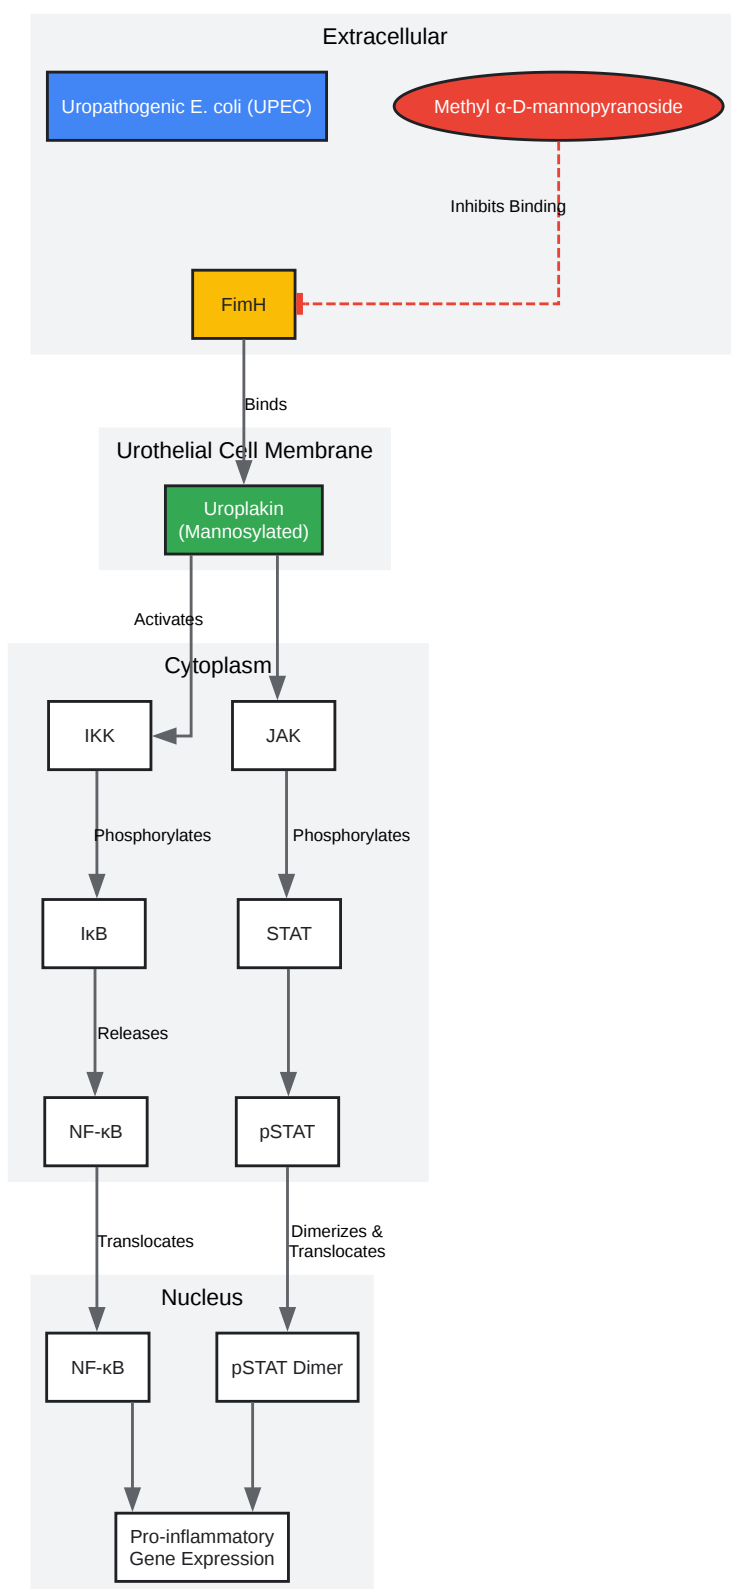 Extracellular
Uropathogenic E. coli (UPEC)
Methyl α-D-mannopyranoside
Inhibits Binding
FimH
Binds
Urothelial Cell Membrane
Uroplakin
(Mannosylated)
Activates
Cytoplasm
IKK
JAK
Phosphorylates
Phosphorylates
IκB
STAT
Releases
NF-κB
pSTAT
Translocates
Dimerizes &
Translocates
Nucleus
NF-κB
pSTAT Dimer
Pro-inflammatory
Gene Expression